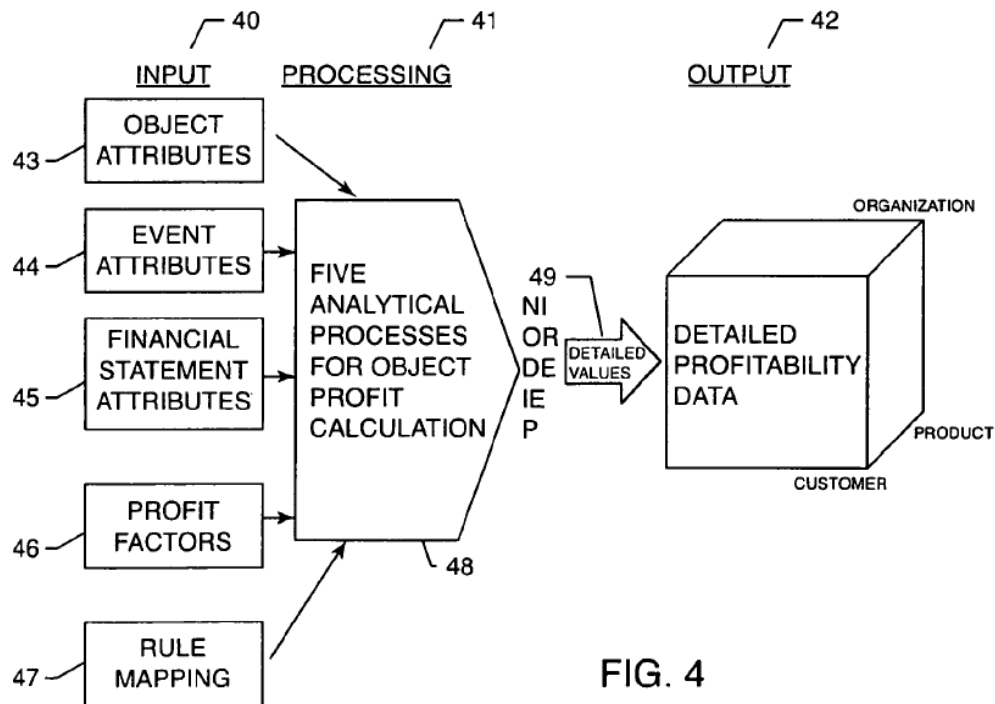 40
41
42
INPUT
PROCESSING
OUTPUT
43
OBJECT
ATTRIBUTES
44
EVENT
ATTRIBUTES
45
FINANCIAL
STATEMENT
ATTRIBUTES
46
PROFIT
FACTORS
47
RULE
MAPPING
FIVE
ANALYTICAL
PROCESSES
FOR OBJECT
PROFIT
CALCULATION
48
NI
OR
DE
IE
P
49
DETAILED
VALUES
DETAILED
PROFITABILITY
DATA
ORGANIZATION
PRODUCT
CUSTOMER
FIG. 4